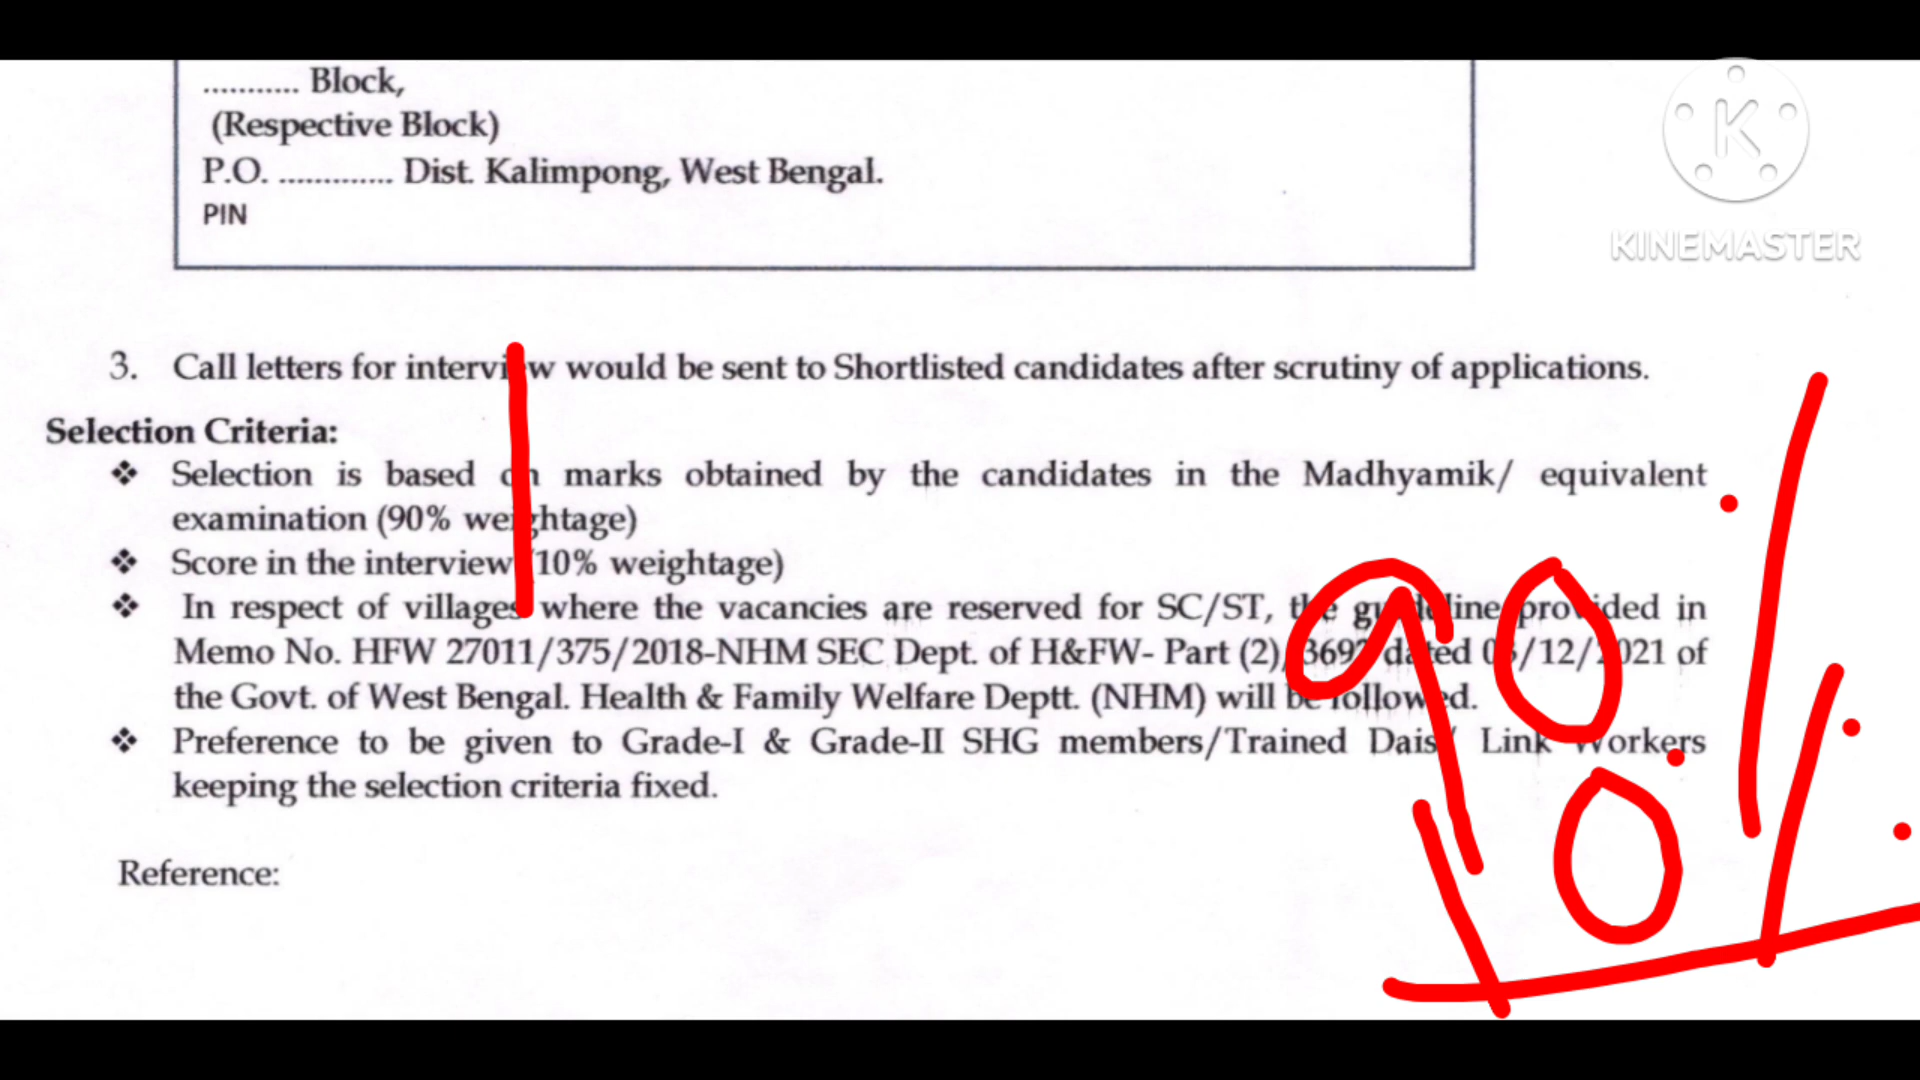 ........... Block,
(Respective Block)
P.O. ............. Dist. Kalimpong, West Bengal.
PIN
KINEMASTER
3. Call letters for interview would be sent to Shortlisted candidates after scrutiny of applications.
Selection Criteria:
❖ Selection is based on marks obtained by the candidates in the Madhyamik/ equivalent
examination (90% weightage)
❖ Score in the interview (10% weightage)
❖ In respect of villages where the vacancies are reserved for SC/ST, the guideline provided in
Memo No. HFW 27011/375/2018-NHM SEC Dept. of H&FW- Part (2), dated /12/2021 of
the Govt. of West Bengal. Health & Family Welfare Deptt. (NHM) will be followed.
❖ Preference to be given to Grade-I & Grade-II SHG members/Trained Dais/ Link Workers
keeping the selection criteria fixed.
90%
10%
Reference: